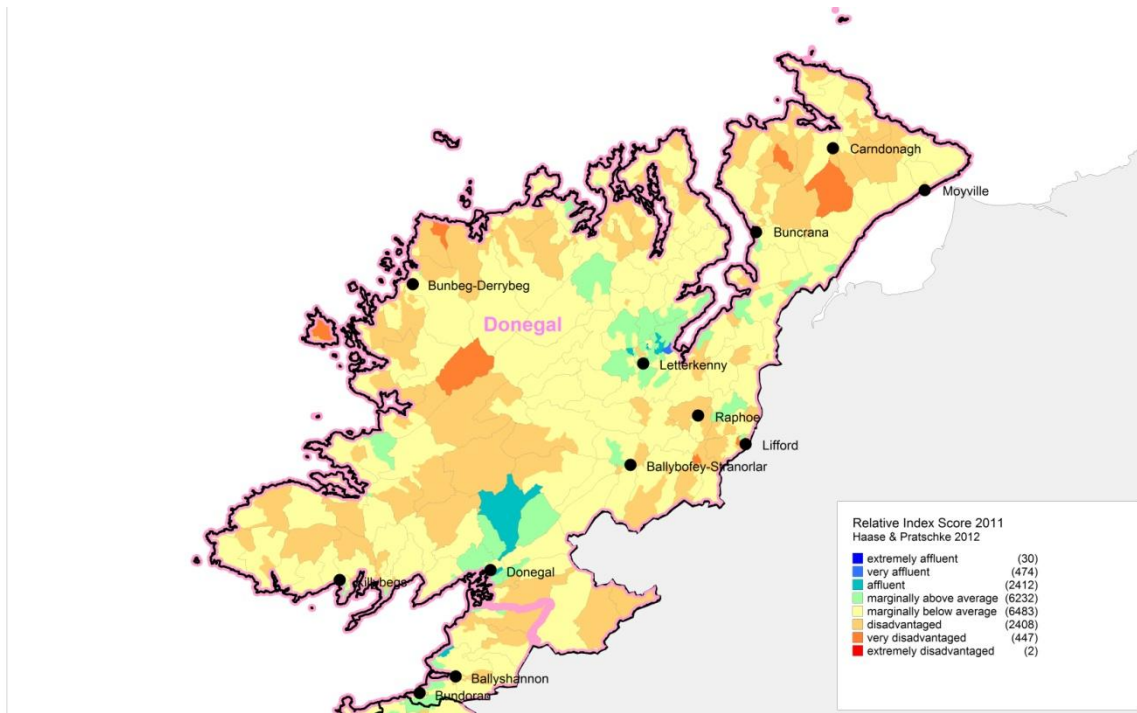 Carndonagh
Moyville
Buncrana
Bunbeg-Derrybeg
Donegal
Letterkenny
Raphoe
Lifford
Ballybofey-Stranorlar
Donegal
Killybegs
Ballyshannon
Bundoran
Relative Index Score 2011
Haase & Pratschke 2012
extremely affluent (30)
very affluent (474)
affluent (2412)
marginally above average (6232)
marginally below average (6483)
disadvantaged (2408)
very disadvantaged (447)
extremely disadvantaged (2)